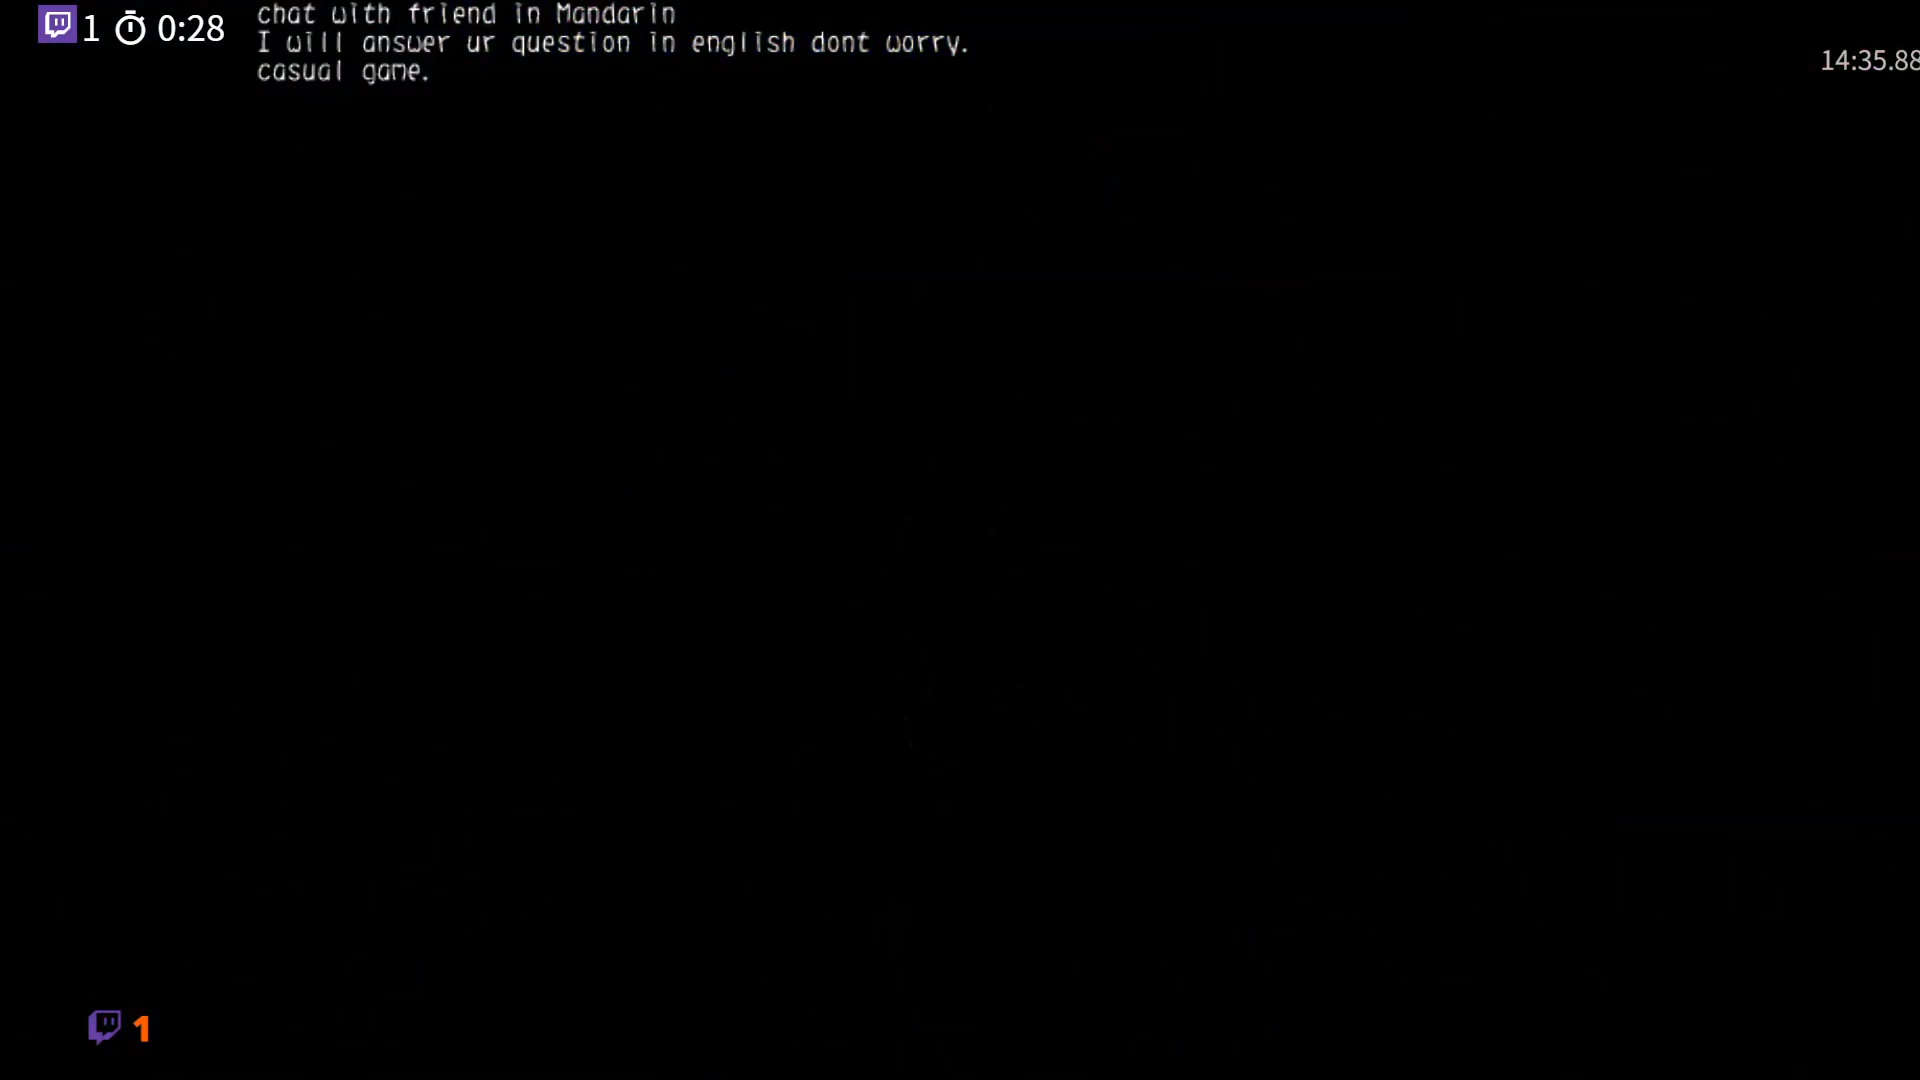 1 0:28
chat with friend in Mandarin
I will answer ur question in english dont worry.
casual game.
14:35.88
1